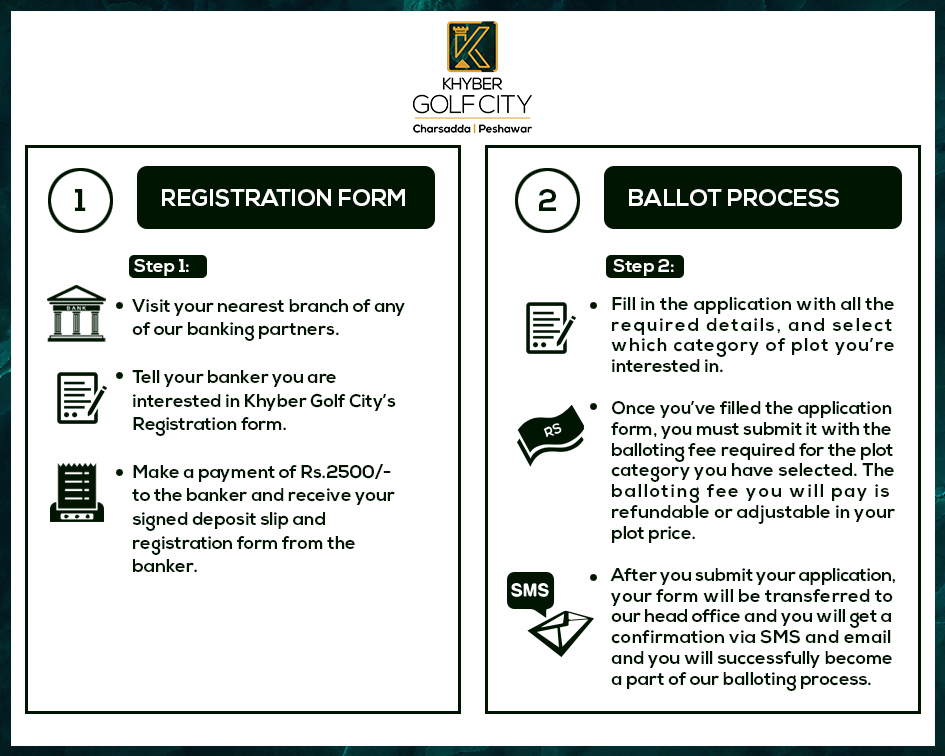 K
KHYBER
GOLF CITY
Charsadda | Peshawar
1
REGISTRATION FORM
Step 1:
BANK
• Visit your nearest branch of any
of our banking partners.
• Tell your banker you are
interested in Khyber Golf City's
Registration form.
• Make a payment of Rs.2500/-
to the banker and receive your
signed deposit slip and
registration form from the
banker.
2
BALLOT PROCESS
Step 2:
• Fill in the application with all the
required details, and select
which category of plot you're
interested in.
RS
• Once you've filled the application
form, you must submit it with the
balloting fee required for the plot
category you have selected. The
balloting fee you will pay is
refundable or adjustable in your
plot price.
SMS
• After you submit your application,
your form will be transferred to
our head office and you will get a
confirmation via SMS and email
and you will successfully become
a part of our balloting process.